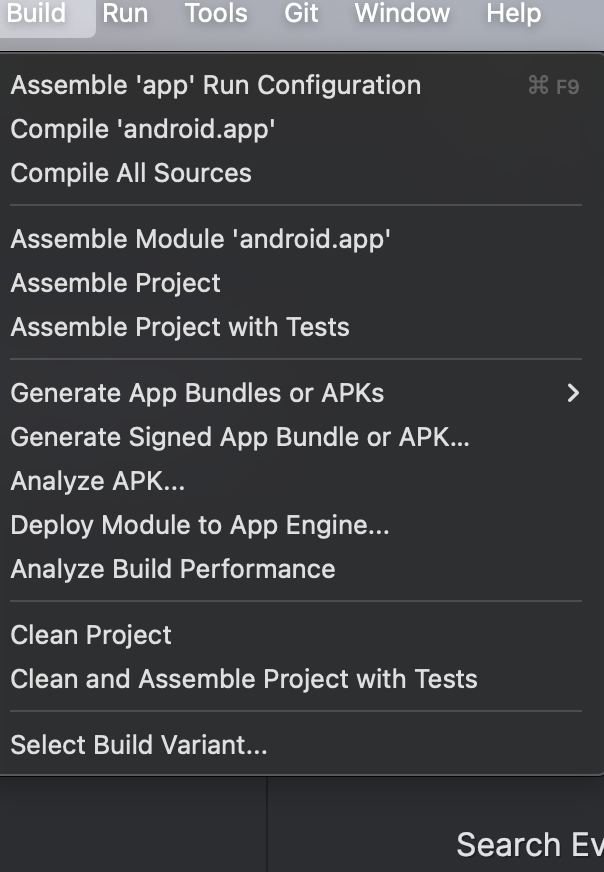 Build Run Tools Git Window Help
Assemble 'app' Run Configuration ⌘ F9
Compile 'android.app'
Compile All Sources
Assemble Module 'android.app'
Assemble Project
Assemble Project with Tests
Generate App Bundles or APKs
Generate Signed App Bundle or APK...
Analyze APK...
Deploy Module to App Engine...
Analyze Build Performance
Clean Project
Clean and Assemble Project with Tests
Select Build Variant...
Search Ev